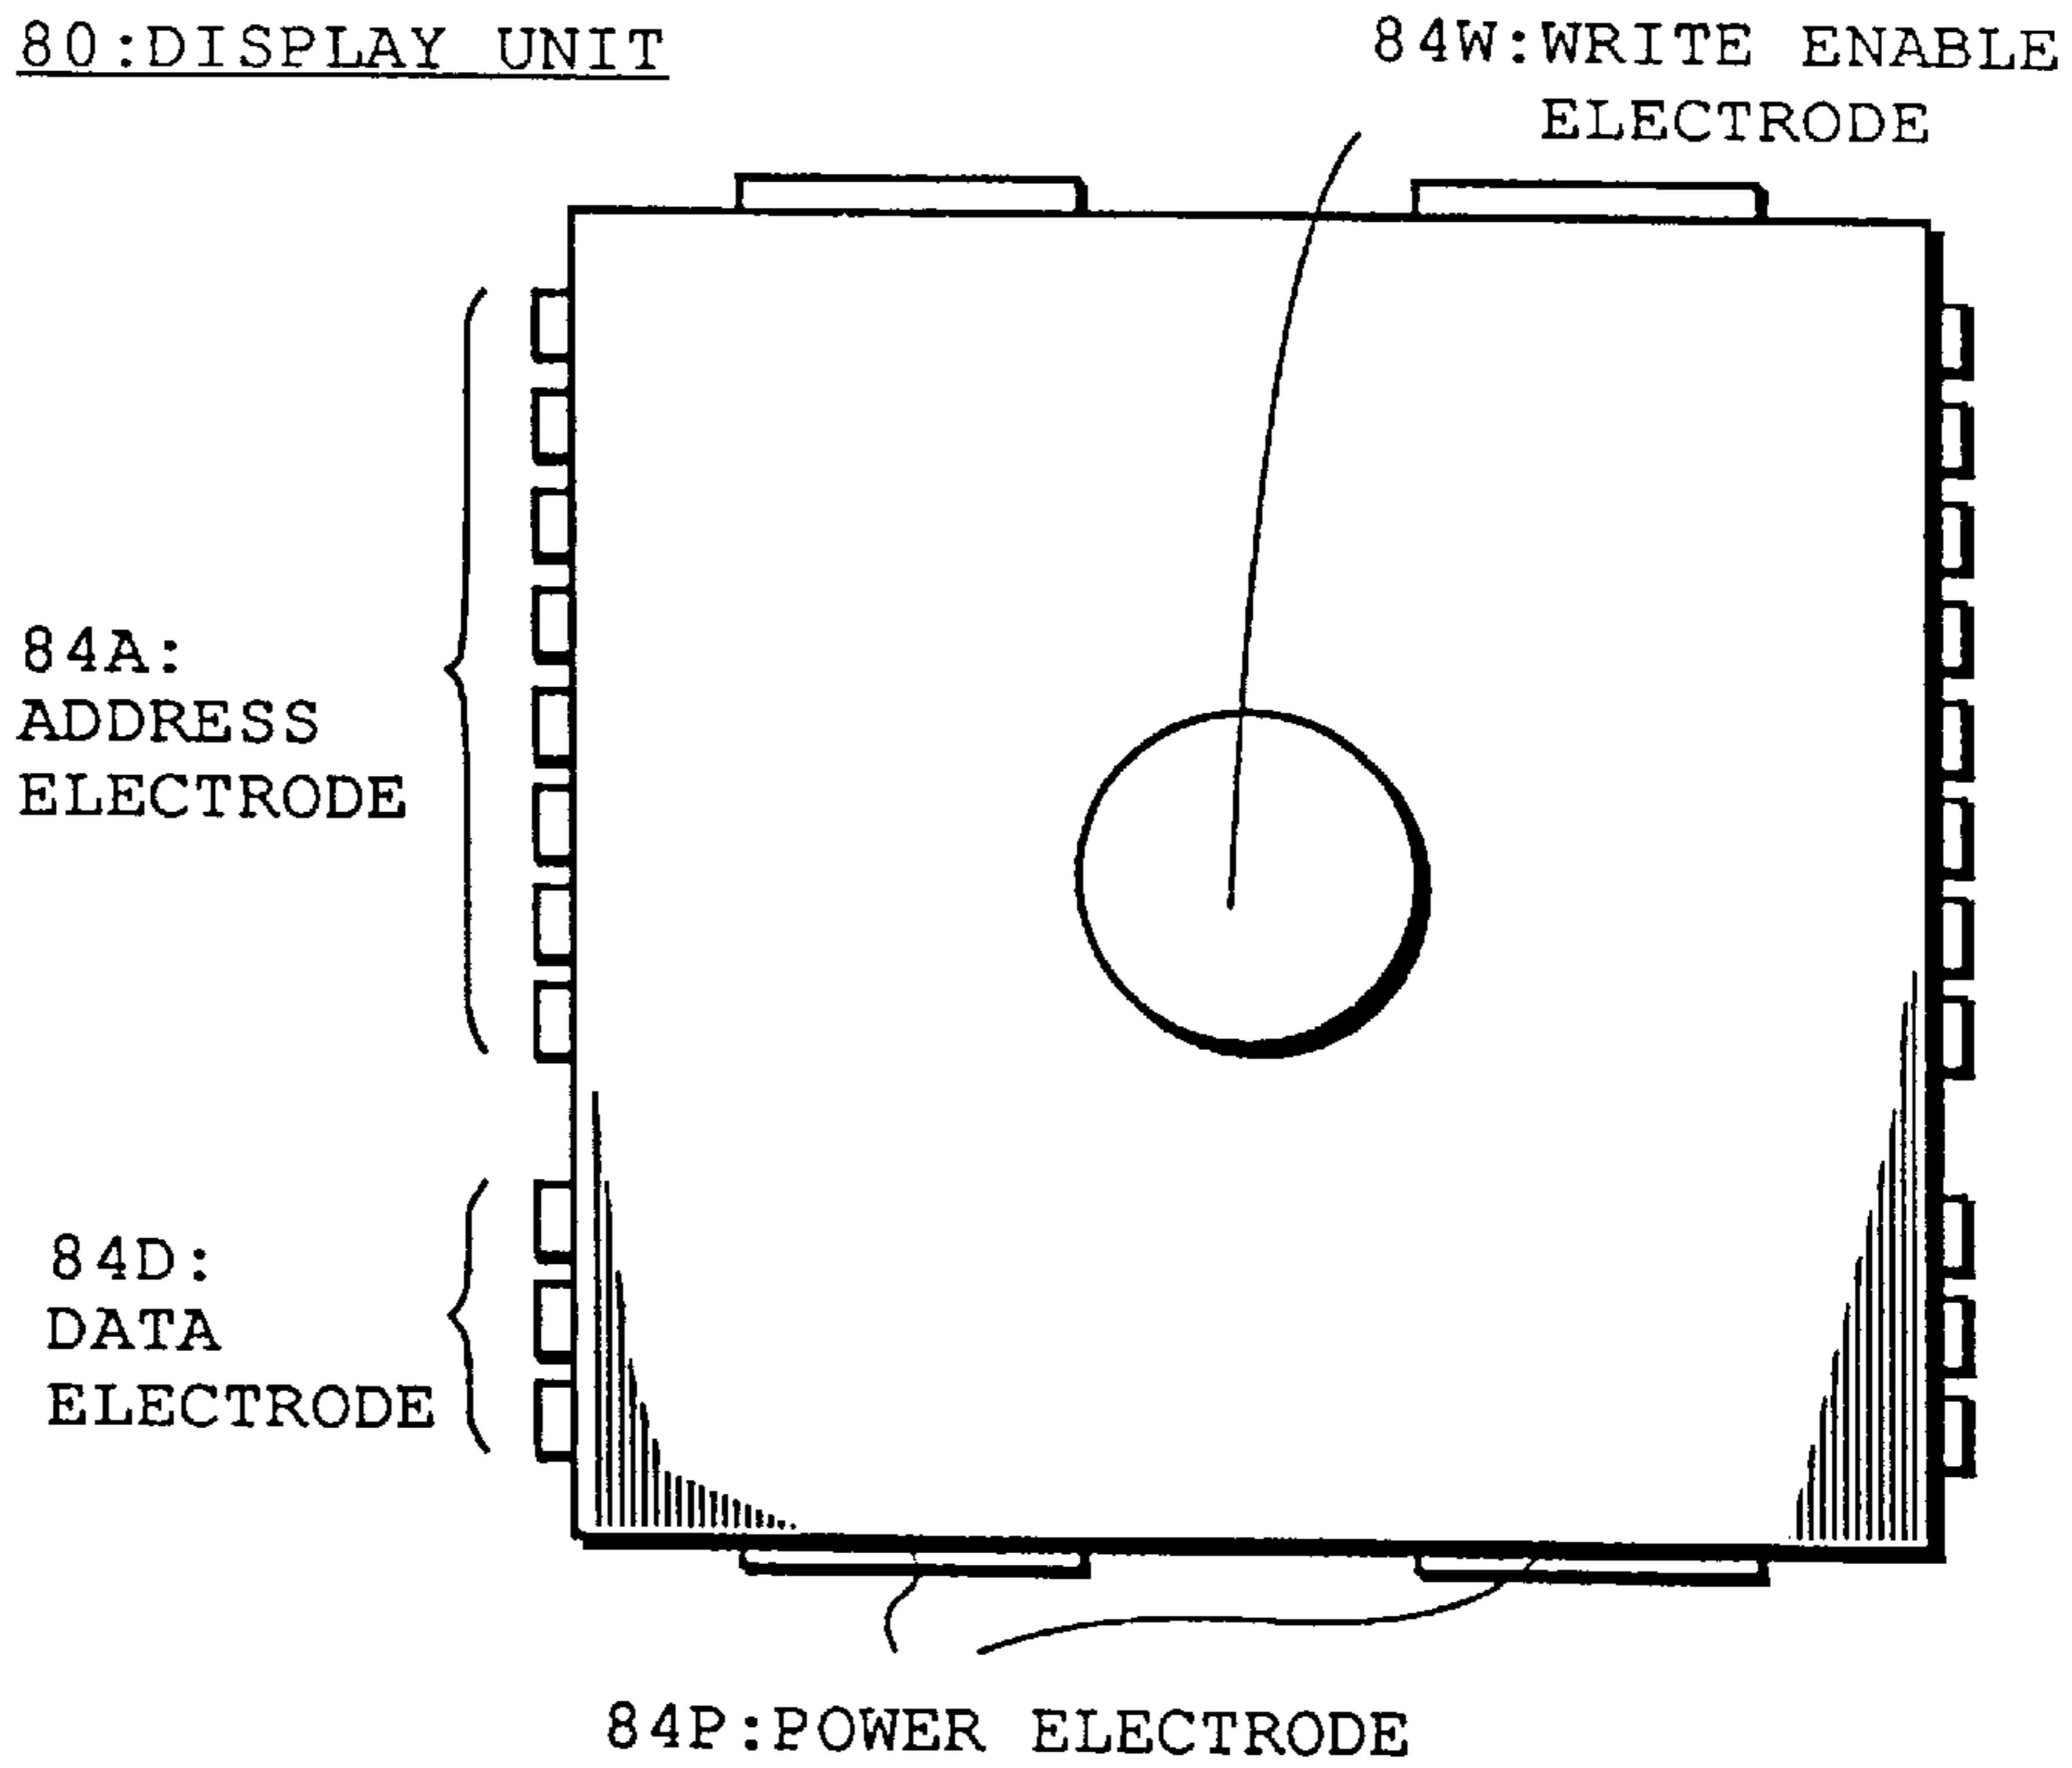 80:DISPLAY UNIT
84W:WRITE ENABLE
ELECTRODE
84A:
ADDRESS
ELECTRODE
84D:
DATA
ELECTRODE
84P:POWER ELECTRODE